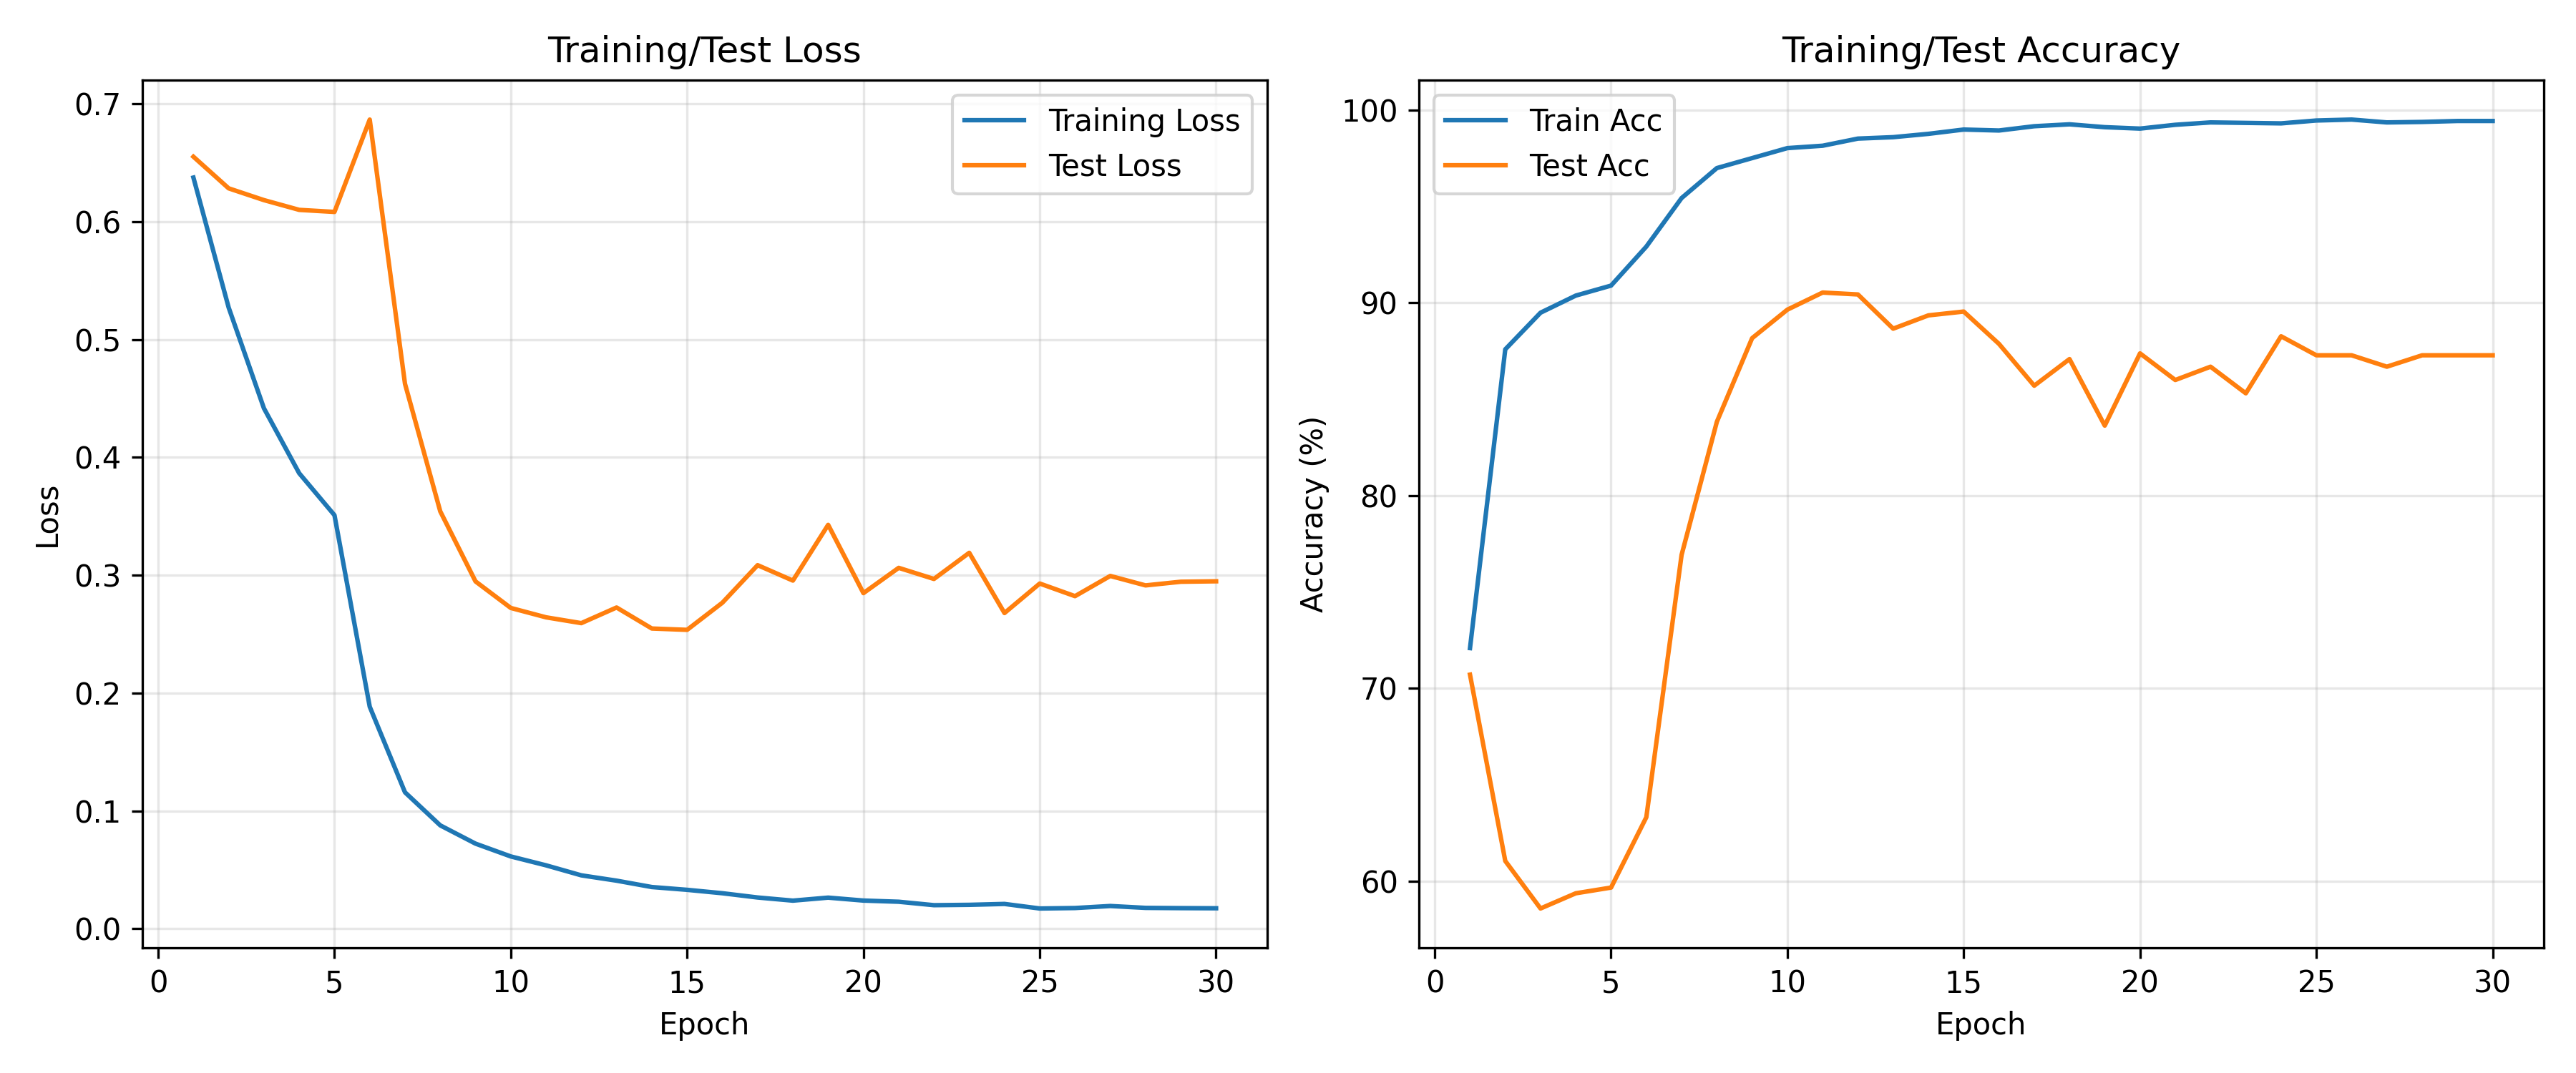 Training/Test Loss
Training Loss
Test Loss
0.7
0.6
0.5
0.4
0.3
0.2
0.1
0.0
Loss
0 5 10 15 20 25 30
Epoch
Training/Test Accuracy
Train Acc
Test Acc
100
90
80
70
60
Accuracy (%)
0 5 10 15 20 25 30
Epoch